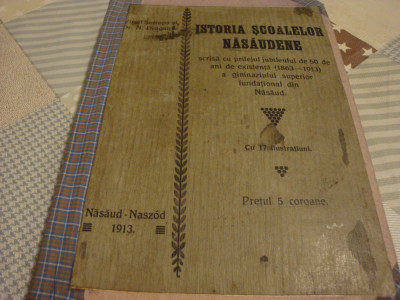 ISTORIA ŞCOALELOR
NĂSĂUDENE
scrisă cu prilejul jubileului de 50 de
ani de existenţă (1863–1913)
a gimnaziului superior
fundaţional din
Năsăud.
Cu 12 ilustraţiuni.
Preţul 5 coroane.
Năsăud - Naszód
1913.